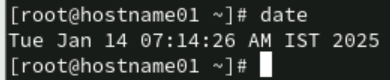 [root@hostname01 ~]# date
Tue Jan 14 07:14:26 AM IST 2025
[root@hostname01 ~]#